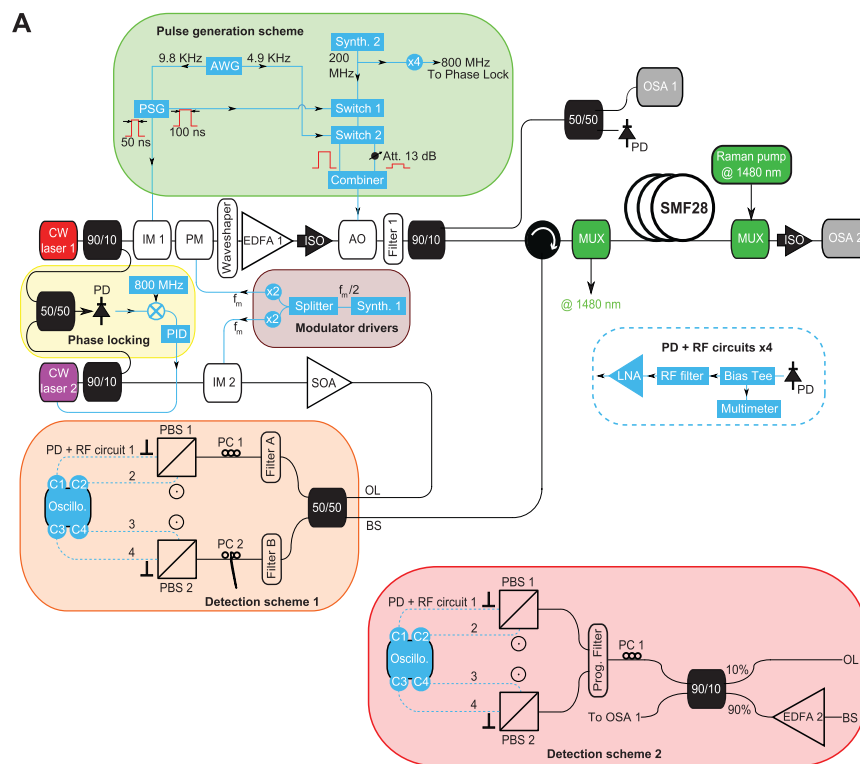 A
Pulse generation scheme
9.8 KHz
AWG
4.9 KHz
Synth. 2
200
MHz
x4
800 MHz
To Phase Lock
PSG
50 ns
100 ns
Switch 1
Switch 2
Att. 13 dB
Combiner
50/50
OSA 1
PD
Raman pump
@ 1480 nm
CW
laser 1
90/10
IM 1
PM
Waveshaper
EDFA 1
ISO
AO
Filter 1
90/10
MUX
SMF28
MUX
ISO
OSA 2
@ 1480 nm
50/50
PD
800 MHz
PID
Phase locking
fm
x2
fm
x2
Splitter
fm/2
Synth. 1
Modulator drivers
CW
laser 2
90/10
IM 2
SOA
PD + RF circuits x4
LNA
RF filter
Bias Tee
PD
Multimeter
PD + RF circuit 1
PBS 1
PC 1
Filter A
2
C1
C2
Oscillo.
C3
C4
3
4
PBS 2
PC 2
Filter B
50/50
OL
BS
Detection scheme 1
PD + RF circuit 1
PBS 1
2
C1
C2
Oscillo.
C3
C4
3
4
PBS 2
Prog. Filter
PC 1
To OSA 1
90/10
10%
90%
EDFA 2
OL
BS
Detection scheme 2